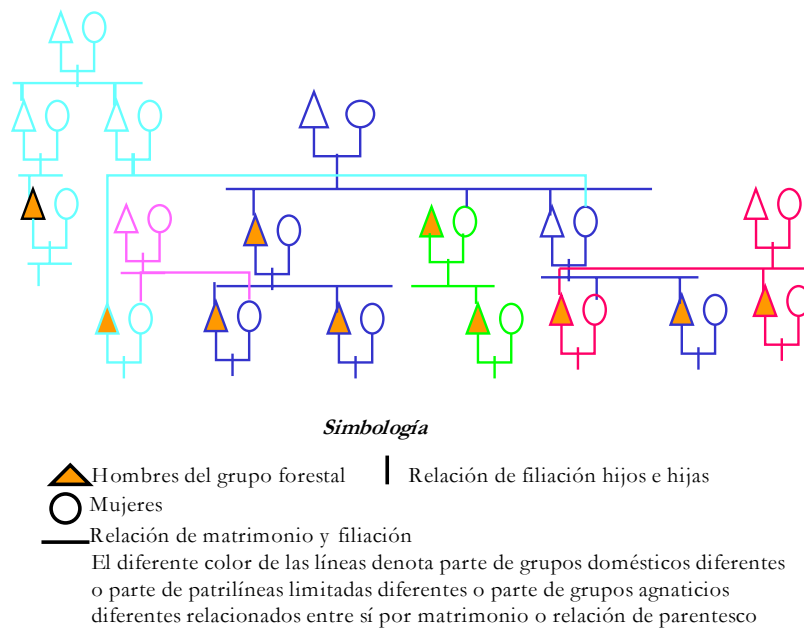 Simbología
Hombres del grupo forestal
Relación de filiación hijos e hijas
Mujeres
Relación de matrimonio y filiación
El diferente color de las líneas denota parte de grupos domésticos diferentes
o parte de patrilíneas limitadas diferentes o parte de grupos agnaticios
diferentes relacionados entre sí por matrimonio o relación de parentesco